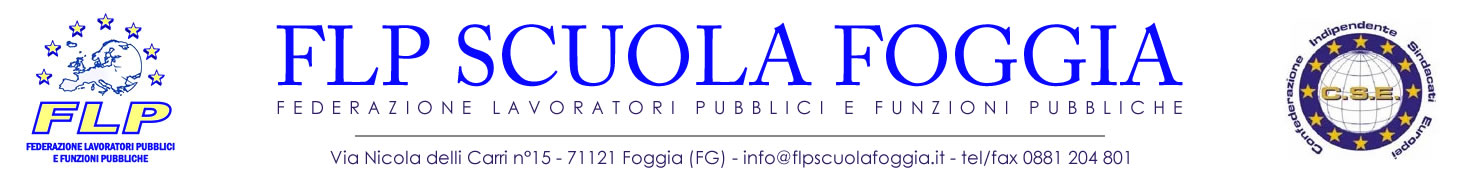 FLP
FEDERAZIONE LAVORATORI PUBBLICI
E FUNZIONI PUBBLICHE
FLP SCUOLA FOGGIA
FEDERAZIONE LAVORATORI PUBBLICI E FUNZIONI PUBBLICHE
Via Nicola delli Carri n°15 - 71121 Foggia (FG) - info@flpscuolafoggia.it - tel/fax 0881 204 801
Confederazione Indipendente Sindacati Europei
C.S.E.